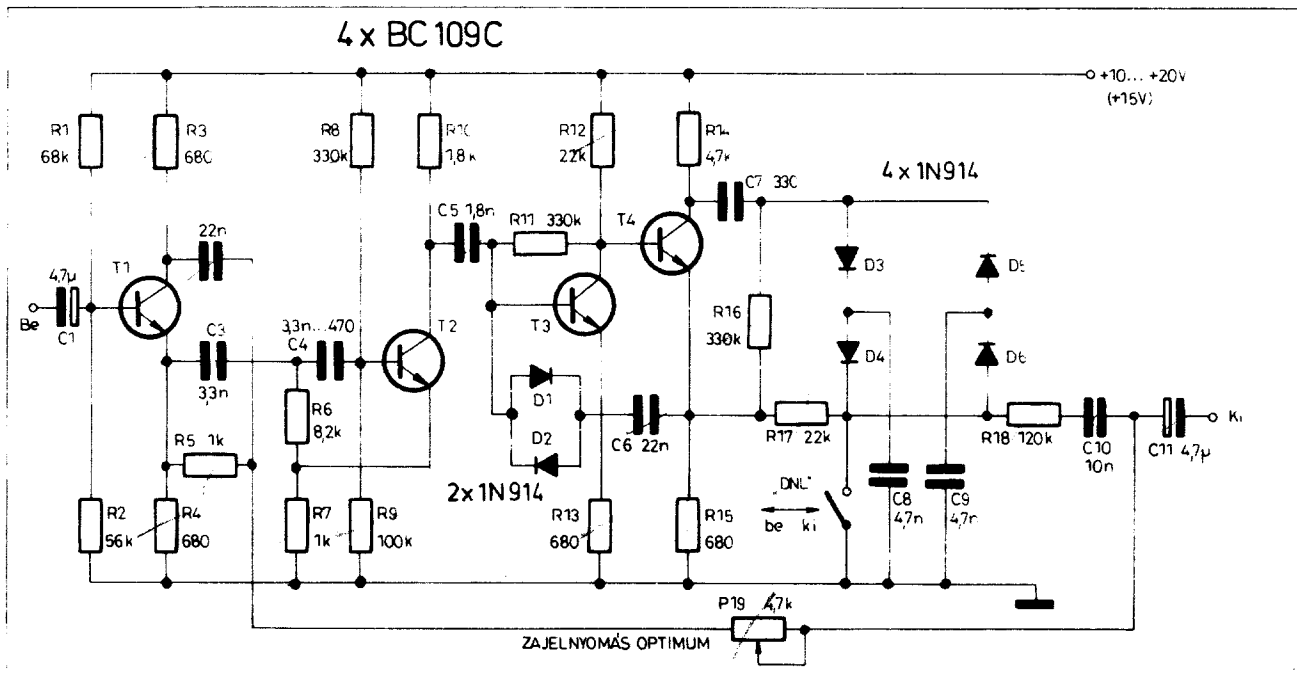 4 x BC 109C
+10... +20V
(+15V)
R1
68k
R3
680
R8
330k
R10
1,8k
R12
22k
R14
4,7k
C7 330
4 x 1N914
22n
C5 1,8n
R11 330k
T4
D3
D5
4,7µ
T1
Be
C1
C3
3,3n
3,3n...470
C4
T2
T3
R16
330k
D4
D6
R6
8,2k
D1
D2
C6 22n
R17 22k
R18 120k
C10
10n
C11 4,7µ
Ki
R5 1k
2 x 1N914
"DNL"
be ki
C8
4,7n
C9
4,7n
R2
56k
R4
680
R7
1k
R9
100k
R13
680
R15
680
P19 4,7k
ZAJELNYOMÁS OPTIMUM